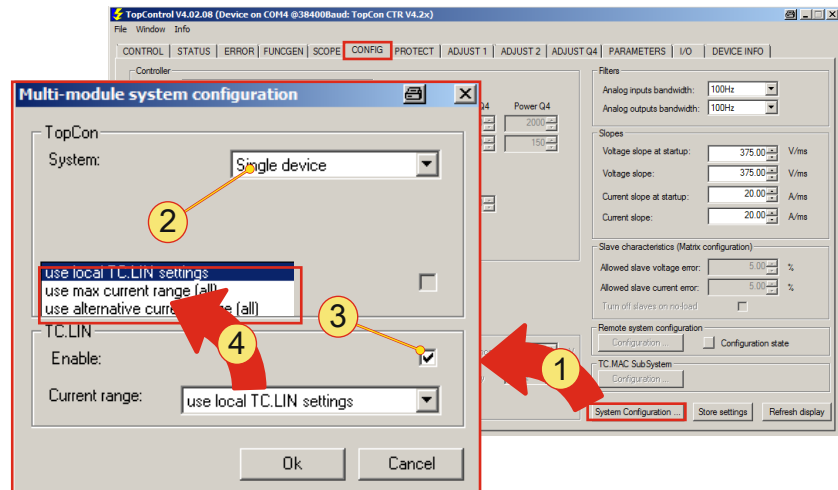 TopControl V4.02.08 (Device on COM4 @38400Baud: TopCon CTR V4.2x)
File Window Info
CONTROL STATUS ERROR FUNCGEN SCOPE CONFIG PROTECT ADJUST 1 ADJUST 2 ADJUST Q4 PARAMETERS I/O DEVICE INFO
Controller
Filters
Analog inputs bandwidth: 100Hz
Analog outputs bandwidth: 100Hz
Q4 Power Q4
2000
150
Slopes
Voltage slope at startup: 375.00 V/ms
Voltage slope: 375.00 V/ms
Current slope at startup: 20.00 A/ms
Current slope: 20.00 A/ms
Slave characteristics (Matrix configuration)
Allowed slave voltage error: 5.00 %
Allowed slave current error: 5.00 %
Turn off slaves on no-load
Remote system configuration
Configuration ... Configuration state
TC.MAC SubSystem
Configuration ...
System Configuration ... Store settings Refresh display
Multi-module system configuration
TopCon
System: Single device
2
use local TC.LIN settings
use max current range (all)
use alternative curre e (all)
3
4
1
TC.LIN
Enable:
Current range: use local TC.LIN settings
Ok Cancel